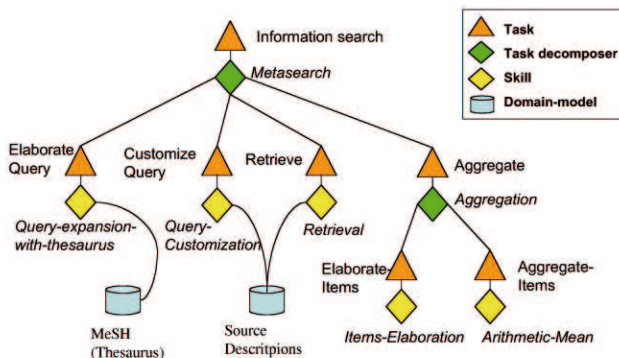 Information search
Metasearch
Task
Task decomposer
Skill
Domain-model
Elaborate
Query
Customize
Query
Retrieve
Aggregate
Query-expansion-
with-thesaurus
Query-
Customization
Retrieval
Aggregation
Elaborate-
Items
Aggregate-
Items
MeSH
(Thesaurus)
Source
Descritpions
Items-Elaboration
Arithmetic-Mean